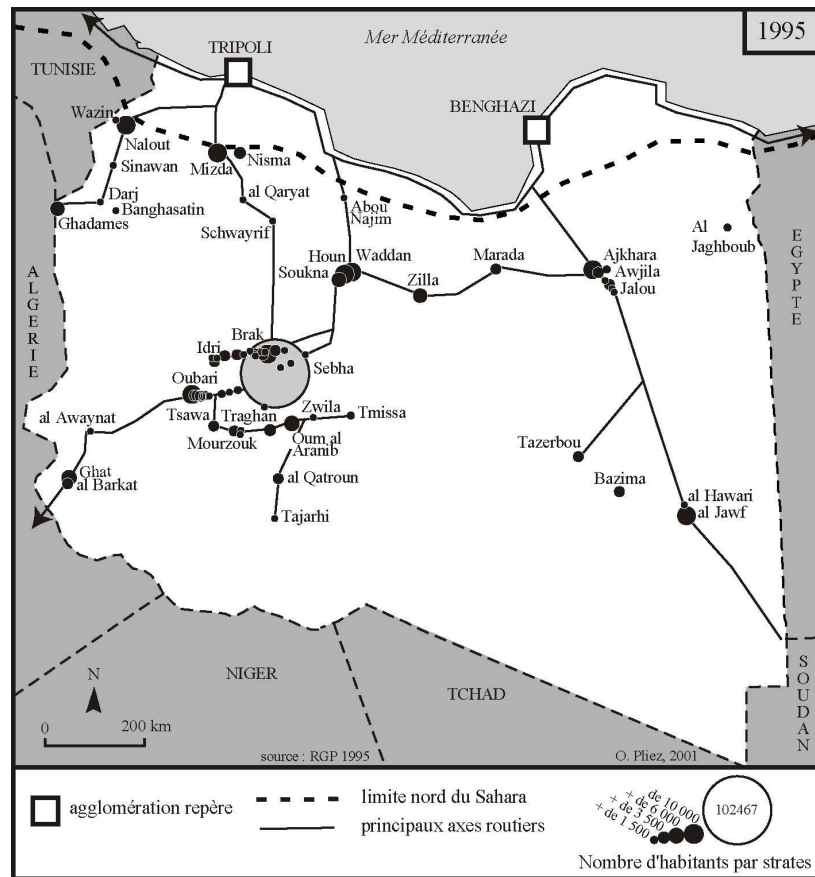 1995
Mer Méditerranée
TRIPOLI
TUNISIE
BENGHAZI
Wazin
Nalout
Sinawan
Mizda
Nisma
Darj
Banghasatin
Ghadames
al Qaryat
Schwayrif
Abou
Najim
Al
Jaghboub
EGYPTE
ALGERIE
Houn
Waddan
Soukna
Zilla
Marada
Ajkhara
Awjila
Jalou
Brak
Idri
Sebha
Oubari
al Awaynat
Tsawa
Traghan
Mourzouk
Zwila
Tmissa
Oum al
Aranib
Tazerbou
Bazima
Ghat
al Barkat
al Qatroun
Tajarhi
al Hawari
al Jawf
N
NIGER
TCHAD
SOUDAN
0 200 km
source : RGP 1995
O. Pliez, 2001
agglomération repère
limite nord du Sahara
principaux axes routiers
de 10 000
+ de 6 000
+ de 3 500
+ de 1 500
102467
Nombre d'habitants par strates